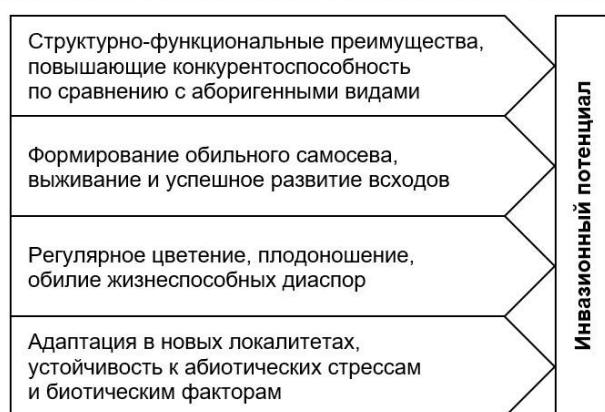 Структурно-функциональные преимущества,
повышающие конкурентоспособность
по сравнению с аборигенными видами
Формирование обильного самосева,
выживание и успешное развитие всходов
Регулярное цветение, плодоношение,
обилие жизнеспособных диаспор
Адаптация в новых локалитетах,
устойчивость к абиотических стрессам
и биотическим факторам
Инвазионный потенциал